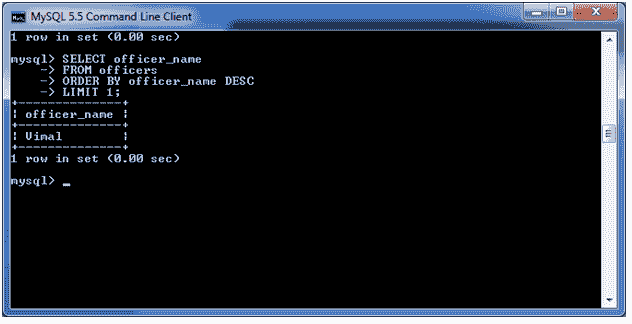 MySQL 5.5 Command Line Client
1 row in set (0.00 sec)
mysql> SELECT officer_name
-> FROM officers
-> ORDER BY officer_name DESC
-> LIMIT 1;
+--------------+
| officer_name |
+--------------+
| Vimal        |
+--------------+
1 row in set (0.00 sec)
mysql> _